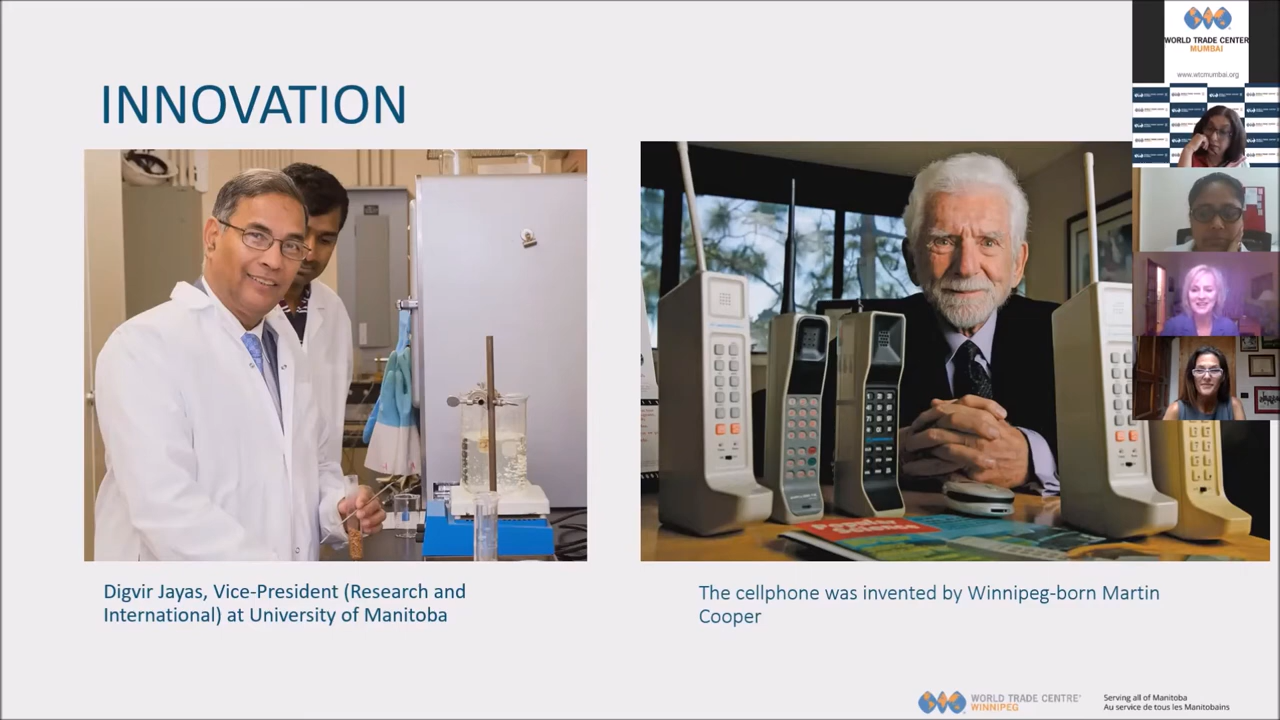 WORLD TRADE CENTER
MUMBAI
www.wtcmumbai.org
INNOVATION
Popular
Science
Digvir Jayas, Vice-President (Research and
International) at University of Manitoba
The cellphone was invented by Winnipeg-born Martin
Cooper
WORLD TRADE CENTRE
WINNIPEG
Serving all of Manitoba
Au service de tous les Manitobains